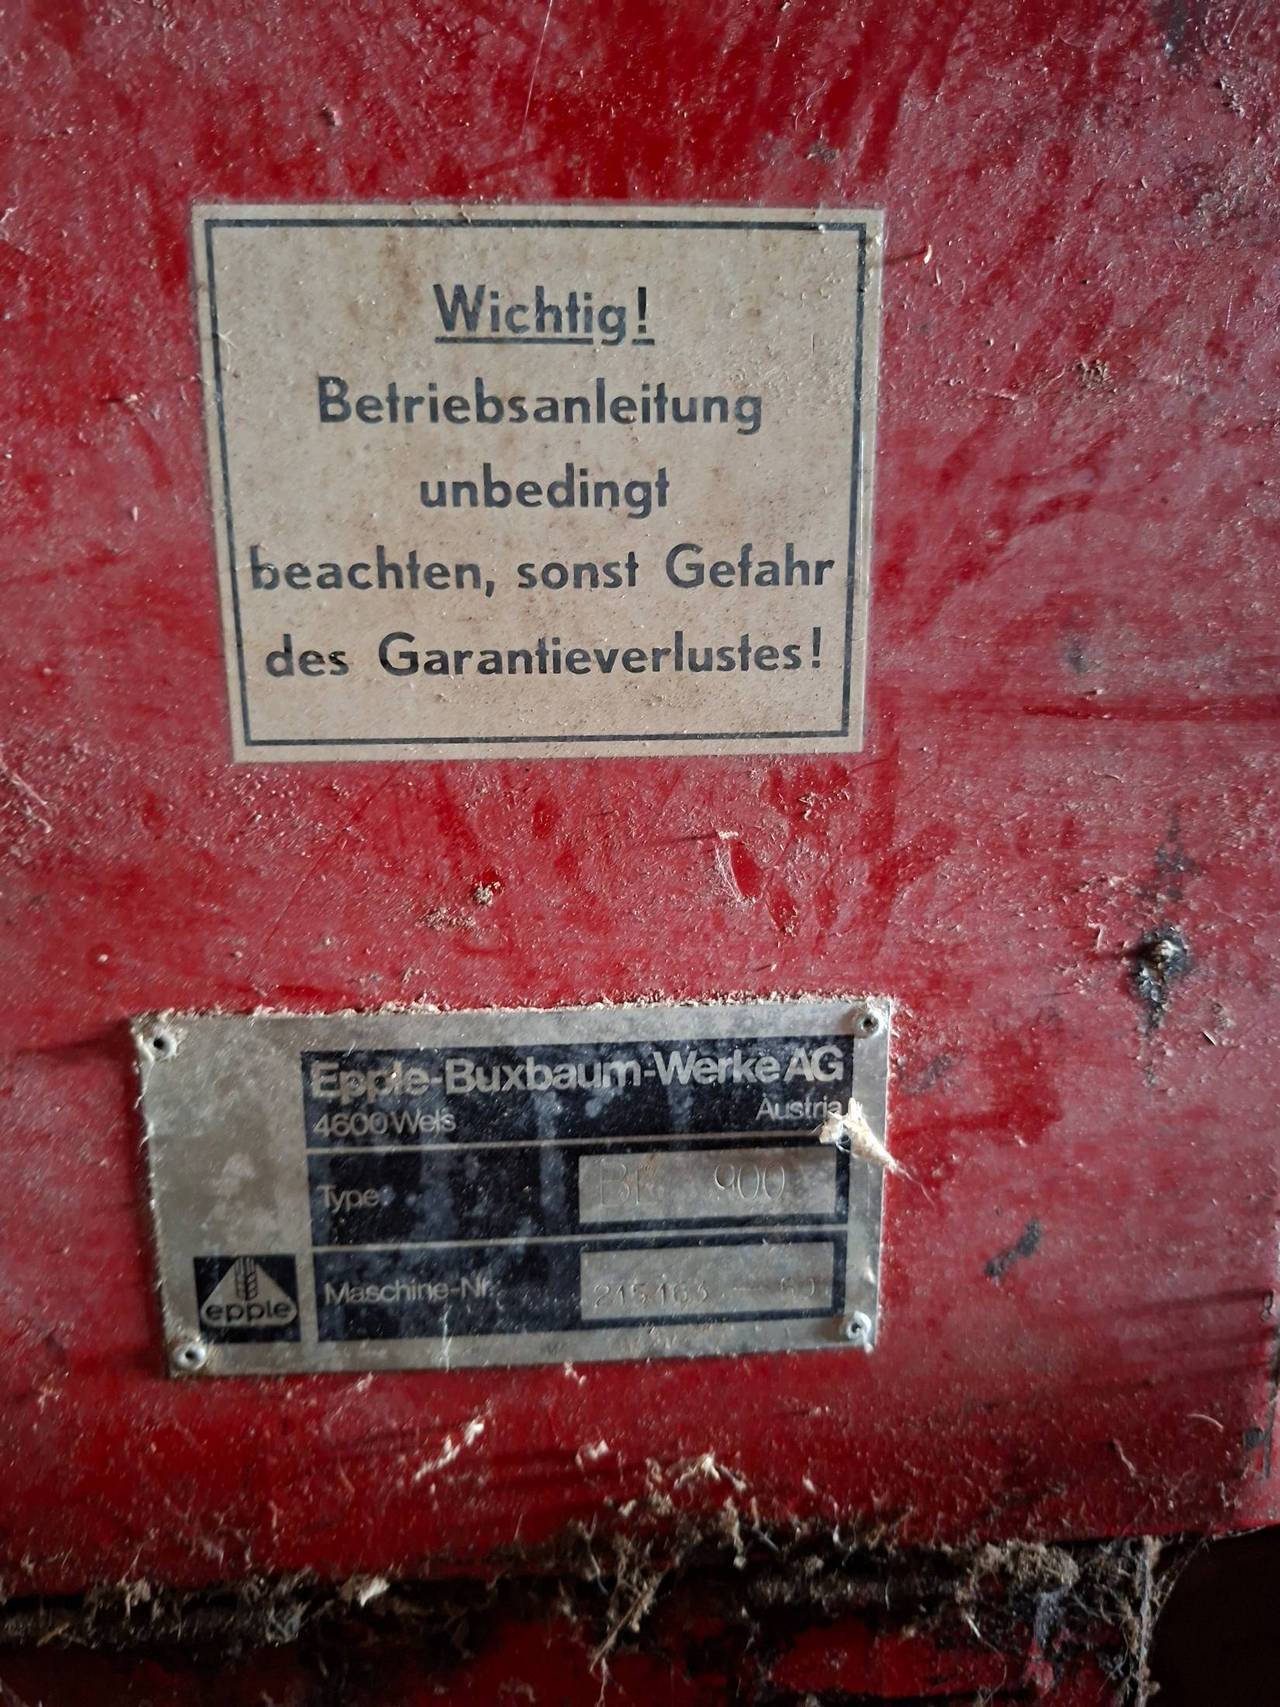 Wichtig!
Betriebsanleitung
unbedingt
beachten, sonst Gefahr
des Garantieverlustes!
Epple-Buxbaum-Werke AG
4600 Wels Austria
Type: 900
Maschine-Nr.
epple